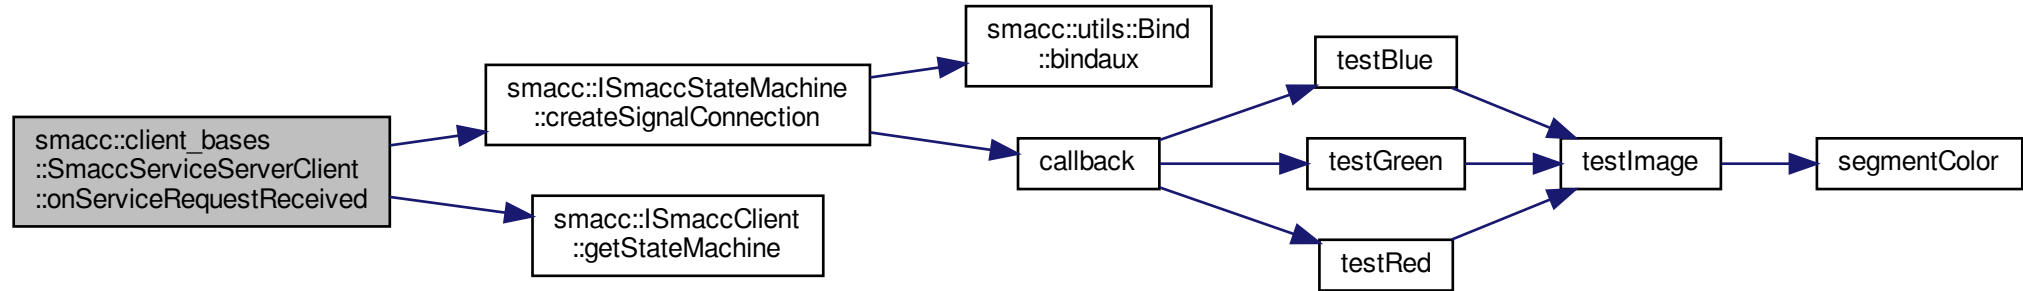 smacc::client_bases
::SmaccServiceServerClient
::onServiceRequestReceived
smacc::ISmaccStateMachine
::createSignalConnection
smacc::ISmaccClient
::getStateMachine
smacc::utils::Bind
::bindaux
callback
testBlue
testGreen
testRed
testImage
segmentColor